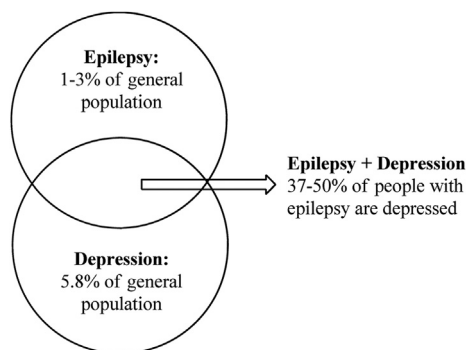 Epilepsy:
1-3% of general
population
Epilepsy + Depression
37-50% of people with
epilepsy are depressed
Depression:
5.8% of general
population